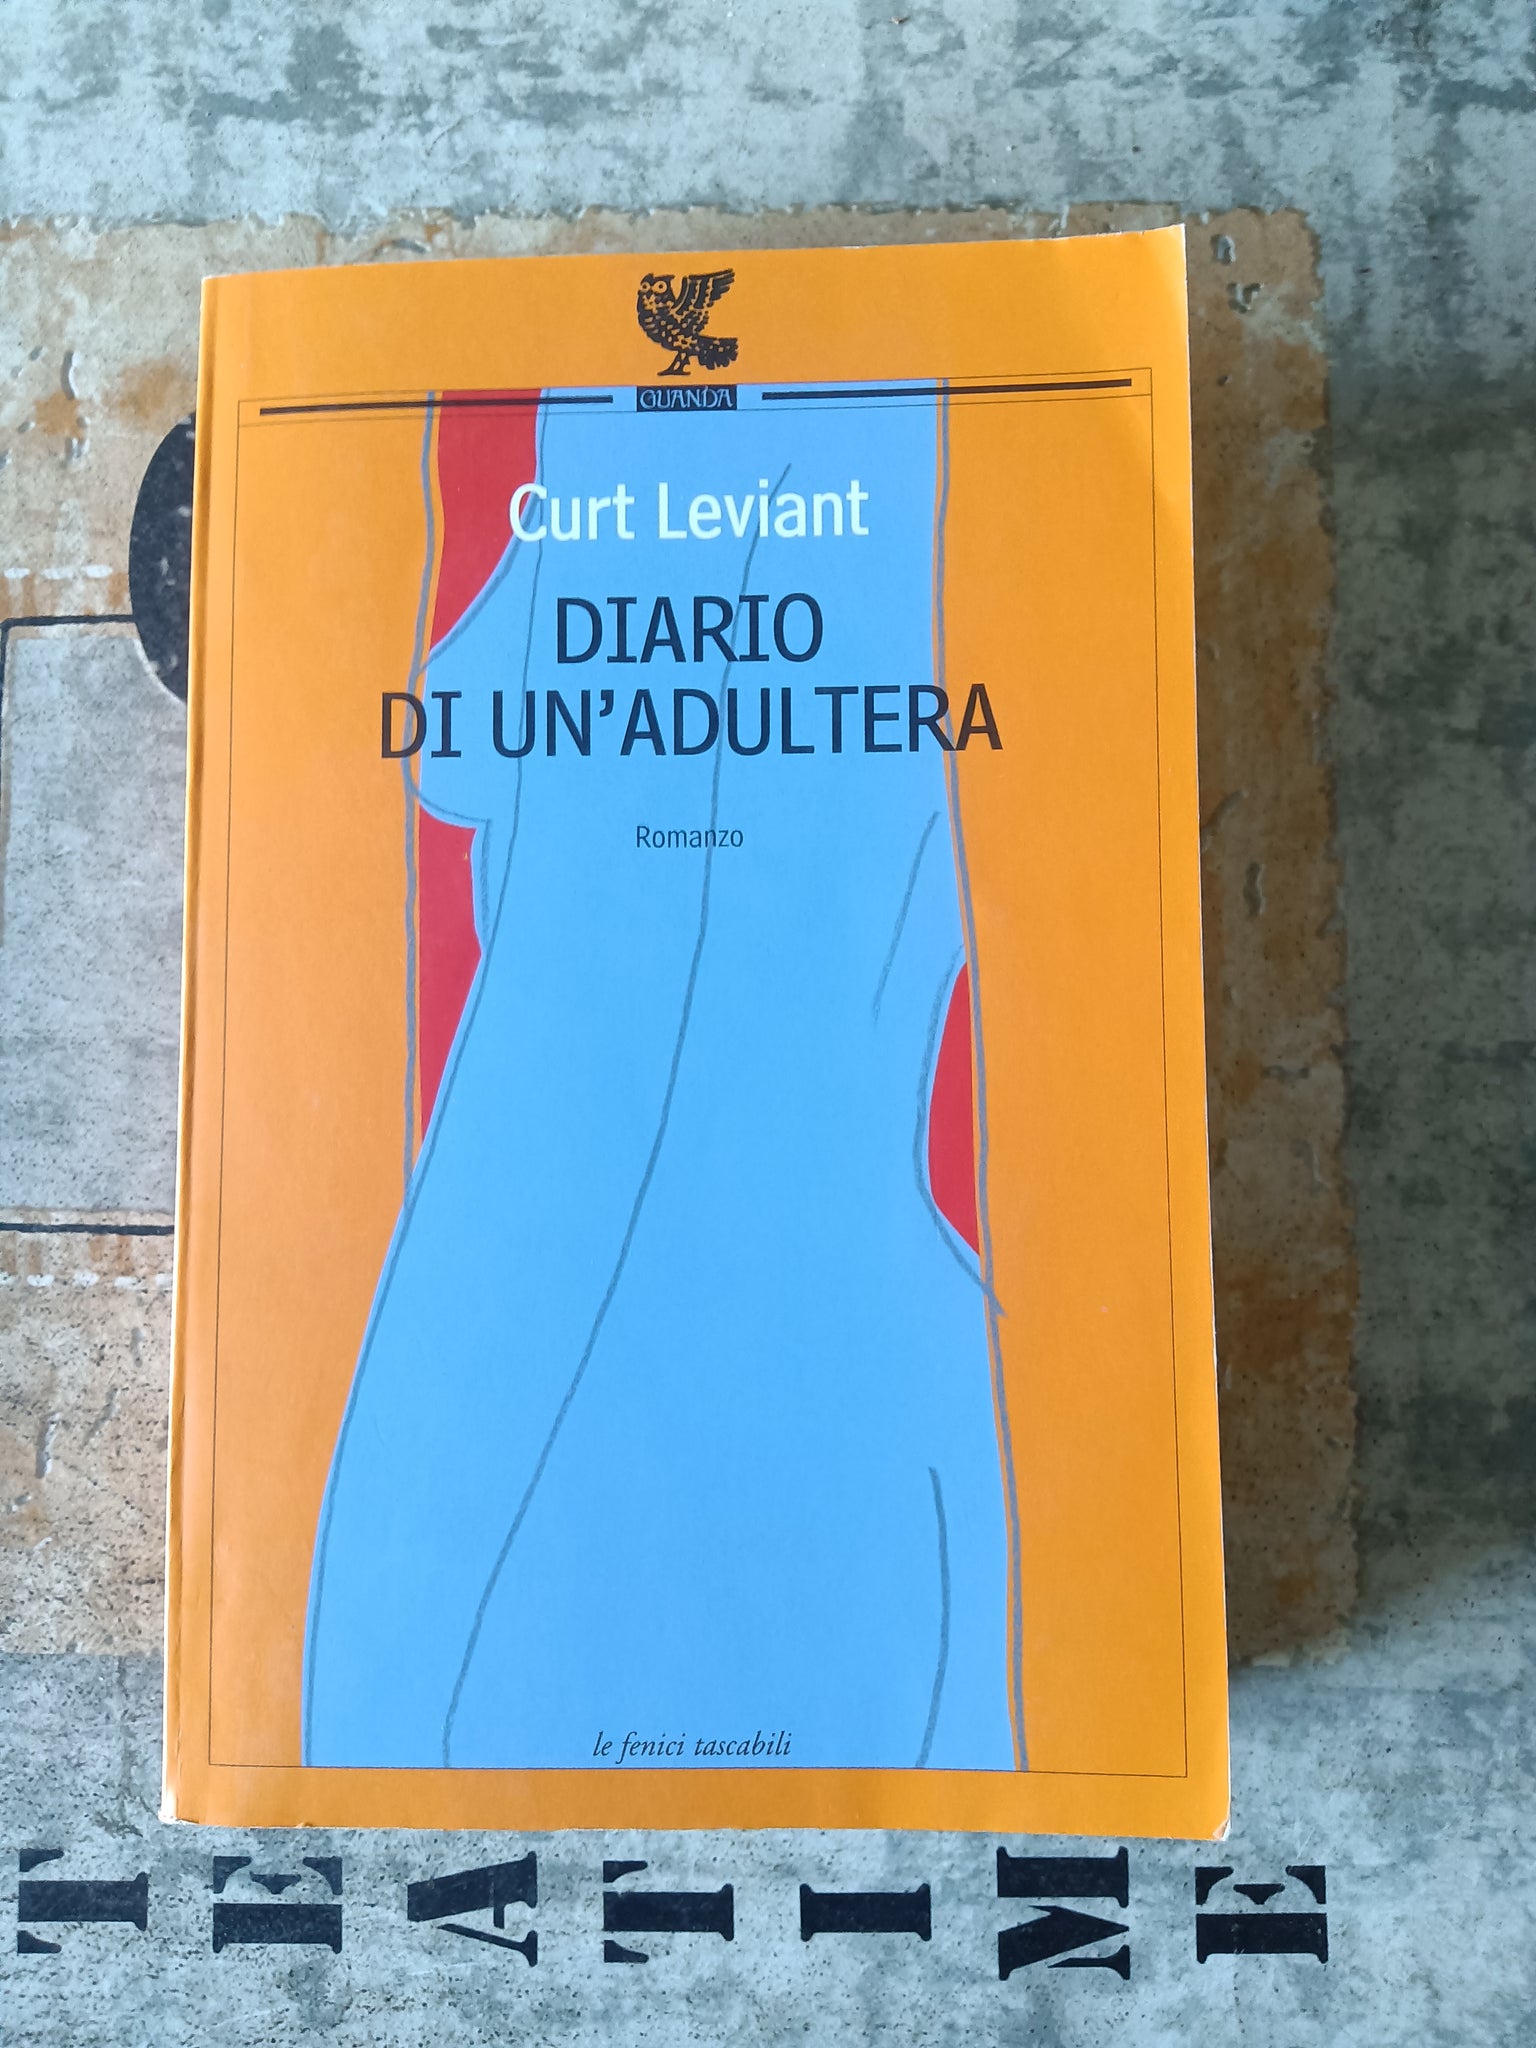 GUANDA
Curt Leviant
DIARIO
DI UN’ADULTERA
Romanzo
le fenici tascabili
TEATIME